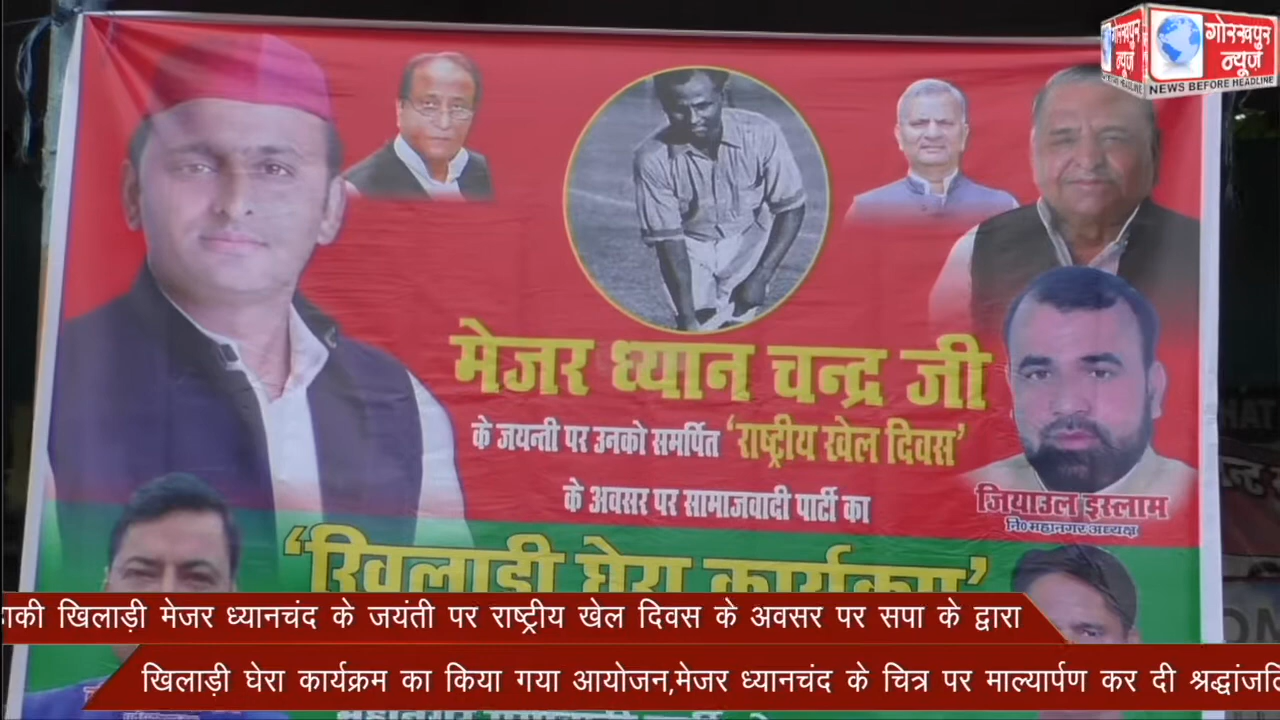 गोरखपुर
न्यूज़
NEWS BEFORE HEADLINE
मेजर ध्यान चन्द्र जी
के जयन्ती पर उनको समर्पित 'राष्ट्रीय खेल दिवस'
के अवसर पर सामाजवादी पार्टी का
'खिलाड़ी घेरा कार्यक्रम'
जियाउल इस्लाम
नि० महानगर अध्यक्ष
खिलाड़ी मेजर ध्यानचंद के जयंती पर राष्ट्रीय खेल दिवस के अवसर पर सपा के द्वारा
खिलाड़ी घेरा कार्यक्रम का किया गया आयोजन,मेजर ध्यानचंद के चित्र पर माल्यार्पण कर दी